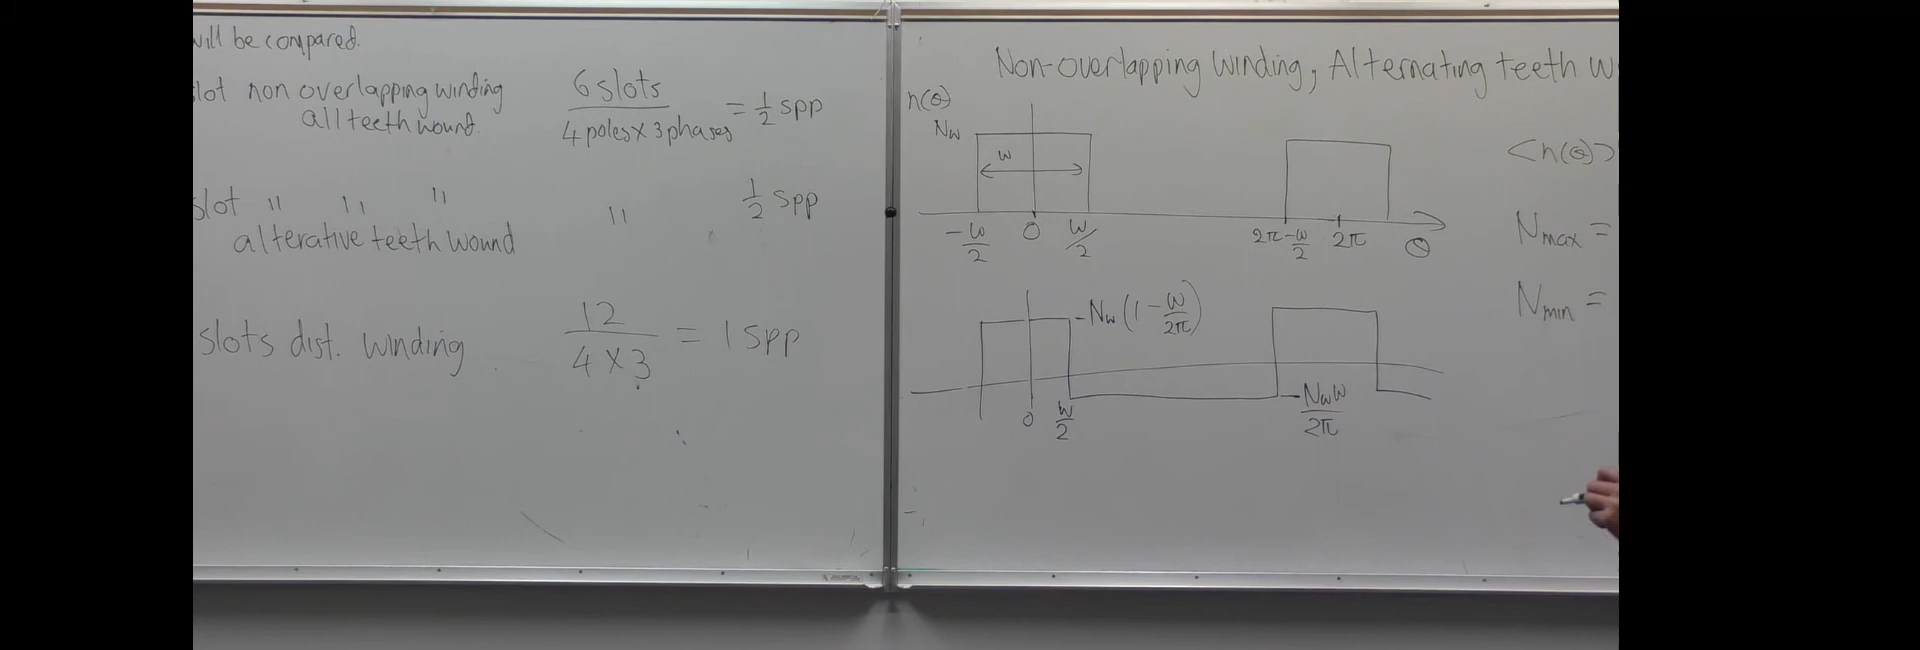 will be compared.
slot non overlapping winding 6 slots / 4 poles × 3 phases = 1/2 spp
all teeth wound.
slot " " " " 1/2 spp
alterative teeth wound
slots dist. winding 12 / 4 × 3 = 1 spp
Non-overlapping winding, Alternating teeth w
n(θ)
Nw
w
-w/2 0 w/2 2π-w/2 2π θ
<n(θ)>
Nmax =
Nmin =
Nw(1-w/2π)
0 w/2 -Nww/2π